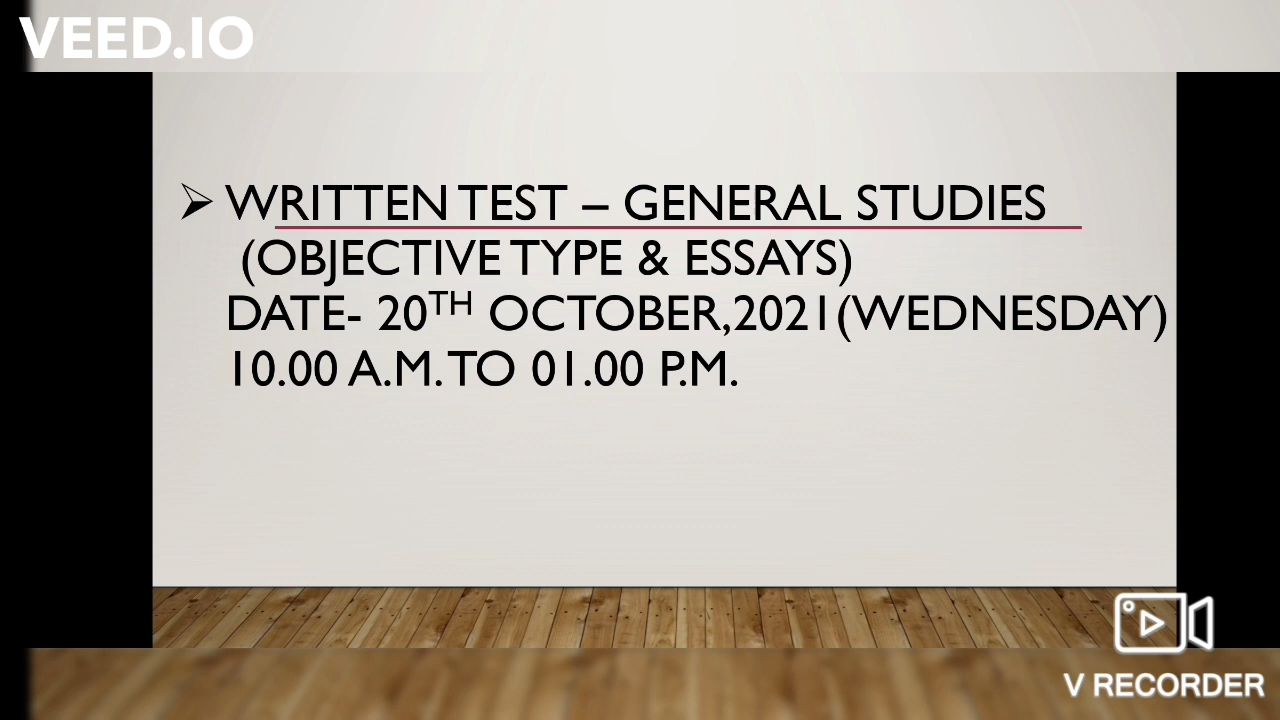 VEED.IO
➢ WRITTEN TEST – GENERAL STUDIES
(OBJECTIVE TYPE & ESSAYS)
DATE- 20TH OCTOBER,2021(WEDNESDAY)
10.00 A.M. TO 01.00 P.M.
V RECORDER